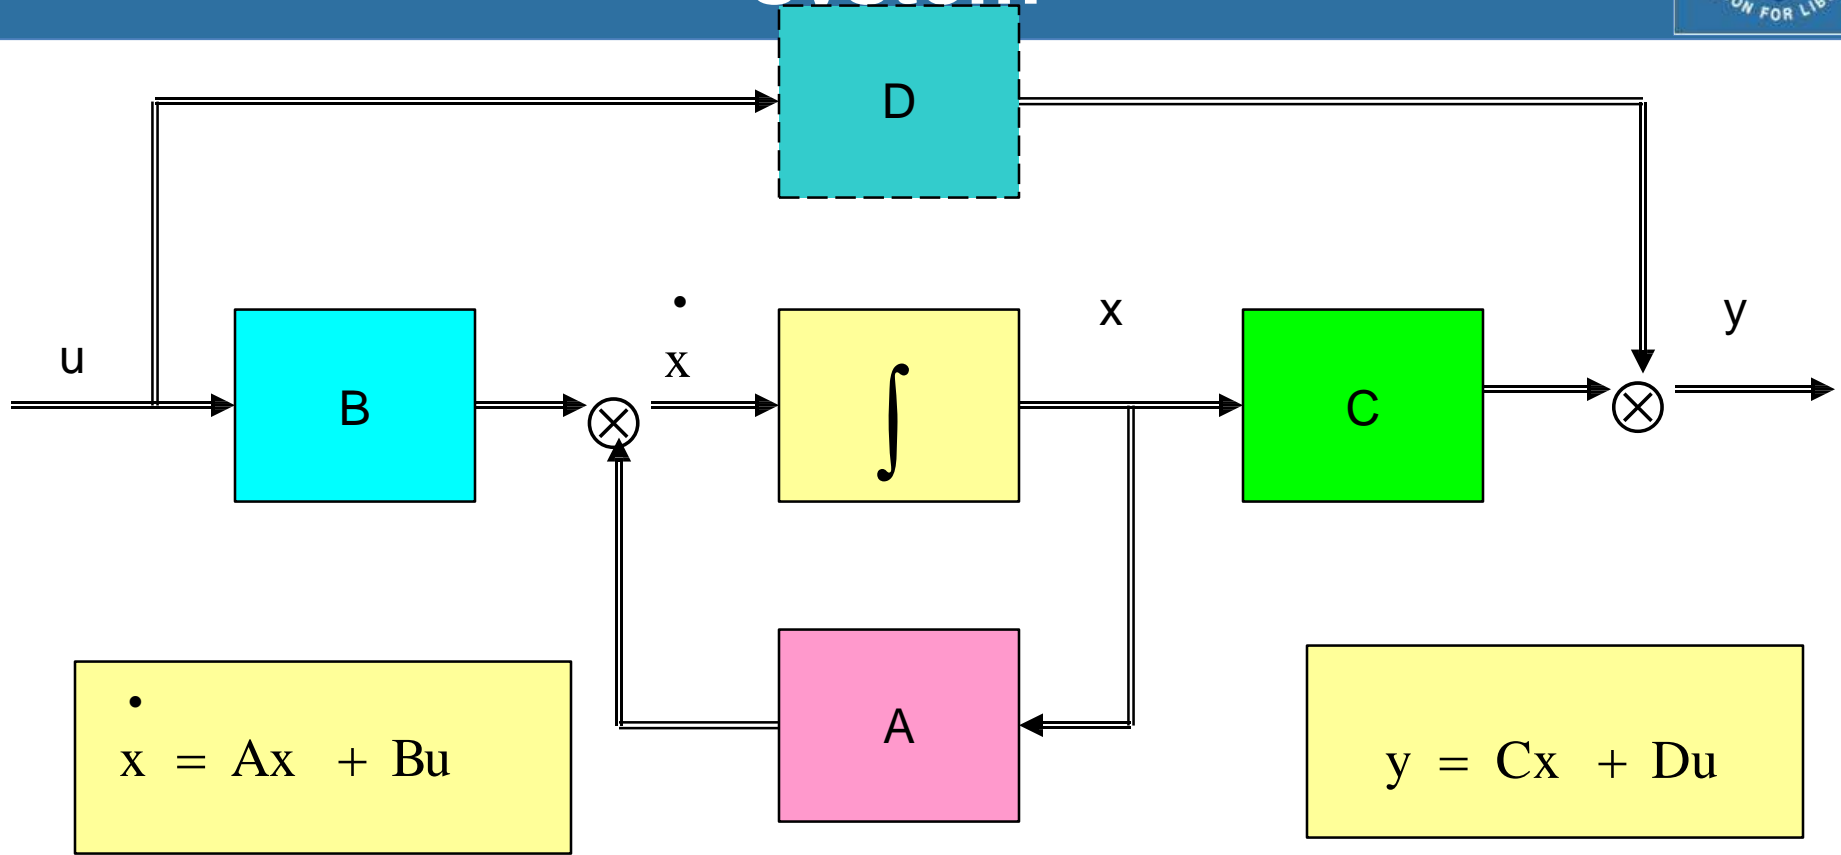 D
u
B
ẋ
∫
x
C
y
A
ẋ = Ax + Bu
y = Cx + Du